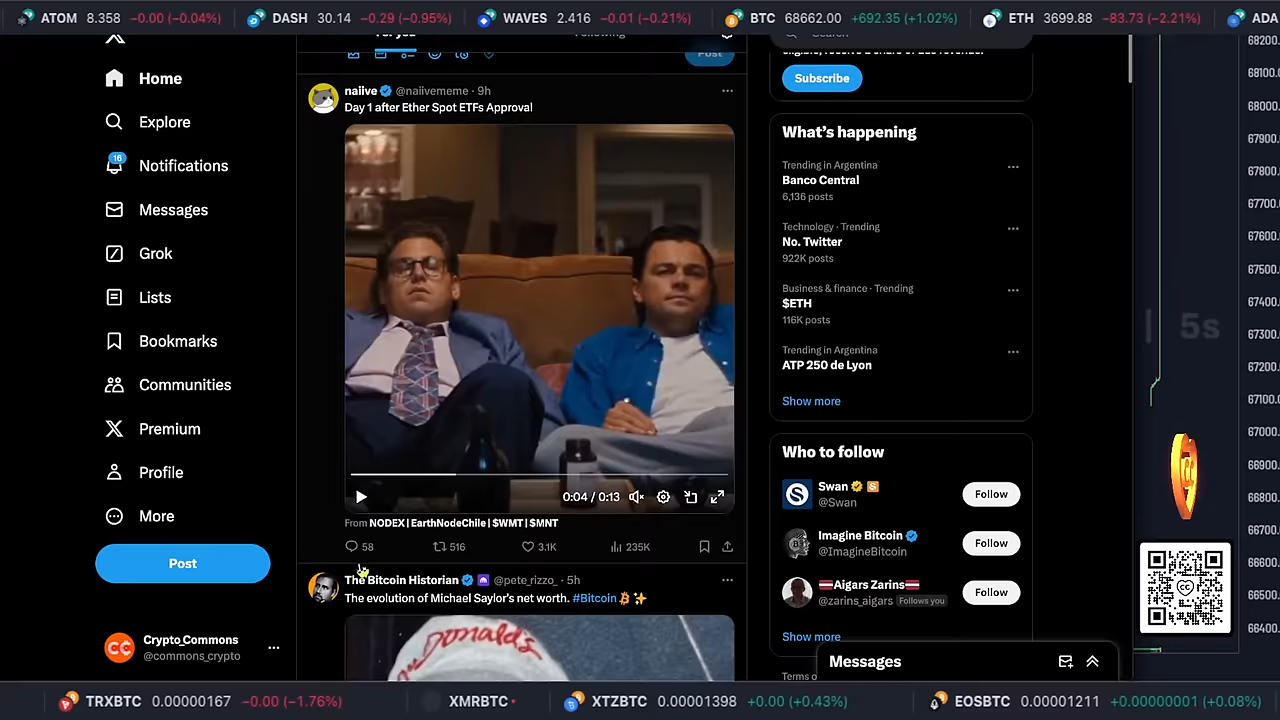 ATOM 8.358 −0.00 (−0.04%)
DASH 30.14 −0.29 (−0.95%)
WAVES 2.416 −0.01 (−0.21%)
BTC 68662.00 +692.35 (+1.02%)
ETH 3699.88 −83.73 (−2.21%)
ADA
Home
Explore
16
Notifications
Messages
Grok
Lists
Bookmarks
Communities
Premium
Profile
More
Post
Crypto_Commons
@commons_crypto
For you
Following
Post
naiive @naiivememe · 9h
Day 1 after Ether Spot ETFs Approval
0:04 / 0:13
From NODEX | EarthNodeChile | $WMT | $MNT
58 516 3.1K 235K
The Bitcoin Historian @pete_rizzo_ · 5h
The evolution of Michael Saylor's net worth. #Bitcoin
McDonald's
Search
Subscribe
What's happening
Trending in Argentina
Banco Central
6,136 posts
Technology · Trending
No. Twitter
922K posts
Business & finance · Trending
$ETH
116K posts
Trending in Argentina
ATP 250 de Lyon
Show more
Who to follow
Swan
@Swan
Follow
Imagine Bitcoin
@ImagineBitcoin
Follow
Aigars Zarins
@zarins_aigars Follows you
Follow
Show more
Terms o
Messages
5s
68200.
68100.
68000.
67900.
67800.
67700.
67600.
67500.
67400.
67300.
67200.
67100.
67000.
66900.
66800.
66700.
66600.
66500.
66400.
TRXBTC 0.00000167 −0.00 (−1.76%)
XMRBTC
XTZBTC 0.00001398 +0.00 (+0.43%)
EOSBTC 0.00001211 +0.00000001 (+0.08%)